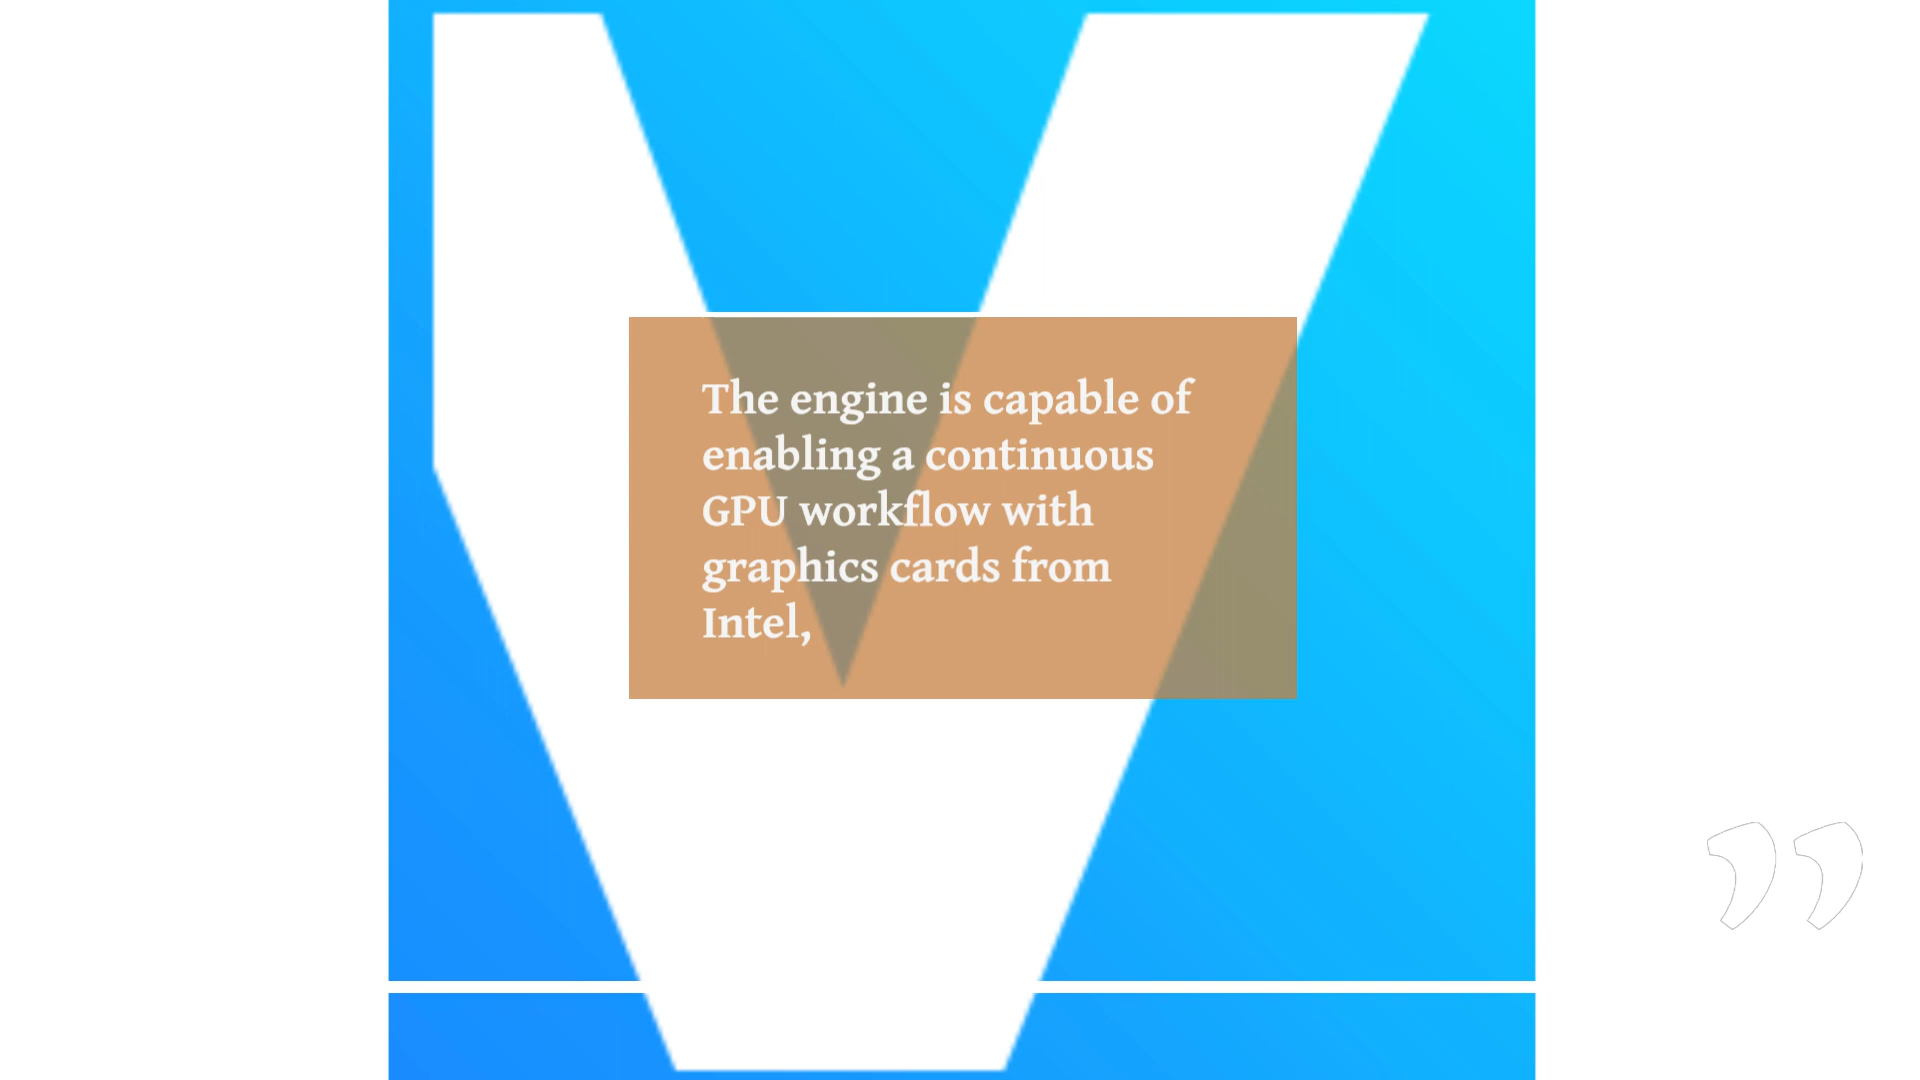 The engine is capable of
enabling a continuous
GPU workflow with
graphics cards from
Intel,
”